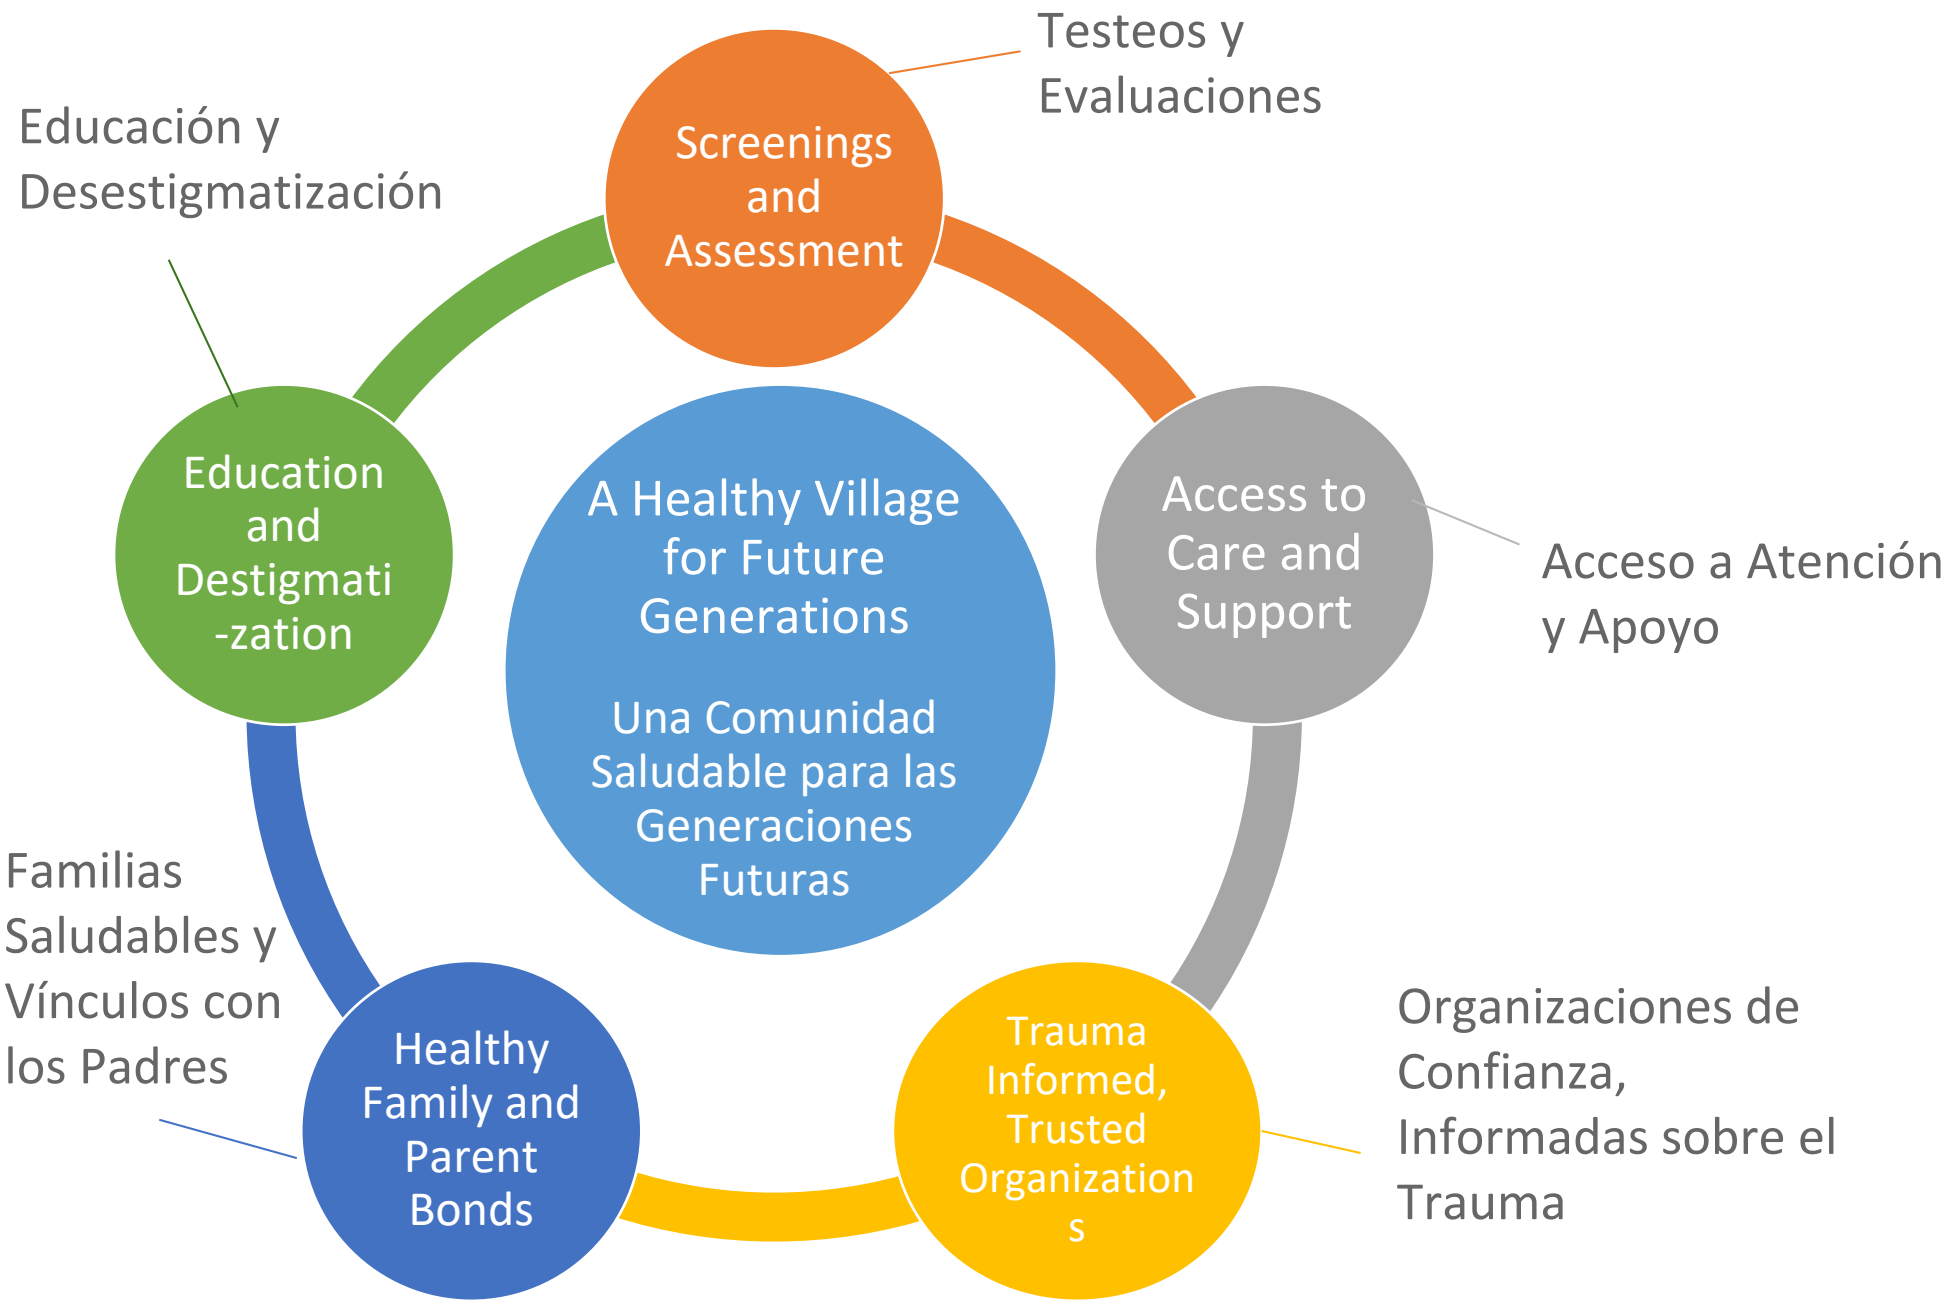 Testeos y
Evaluaciones
Screenings
and
Assessment
Educación y
Desestigmatización
Education
and
Destigmati
-zation
A Healthy Village
for Future
Generations
Una Comunidad
Saludable para las
Generaciones
Futuras
Access to
Care and
Support
Acceso a Atención
y Apoyo
Familias
Saludables y
Vínculos con
los Padres
Healthy
Family and
Parent
Bonds
Trauma
Informed,
Trusted
Organization
s
Organizaciones de
Confianza,
Informadas sobre el
Trauma